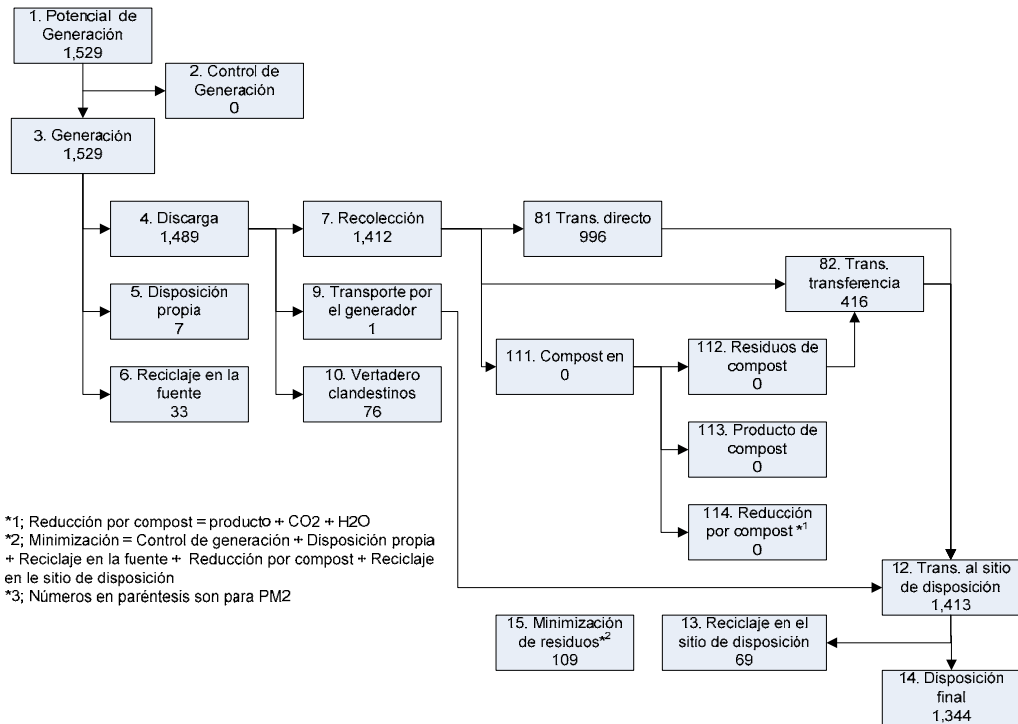 1. Potencial de
Generación
1,529
2. Control de
Generación
0
3. Generación
1,529
4. Discarga
1,489
7. Recolección
1,412
81 Trans. directo
996
82. Trans.
transferencia
416
5. Disposición
propia
7
9. Transporte por
el generador
1
111. Compost en
0
112. Residuos de
compost
0
6. Reciclaje en la
fuente
33
10. Vertadero
clandestinos
76
113. Producto de
compost
0
114. Reducción
por compost *1
0
*1; Reducción por compost = producto + CO2 + H2O
*2; Minimización = Control de generación + Disposición propia
+ Reciclaje en la fuente + Reducción por compost + Reciclaje
en le sitio de disposición
*3; Números en paréntesis son para PM2
12. Trans. al sitio
de disposición
1,413
15. Minimización
de residuos*2
109
13. Reciclaje en el
sitio de disposición
69
14. Disposición
final
1,344